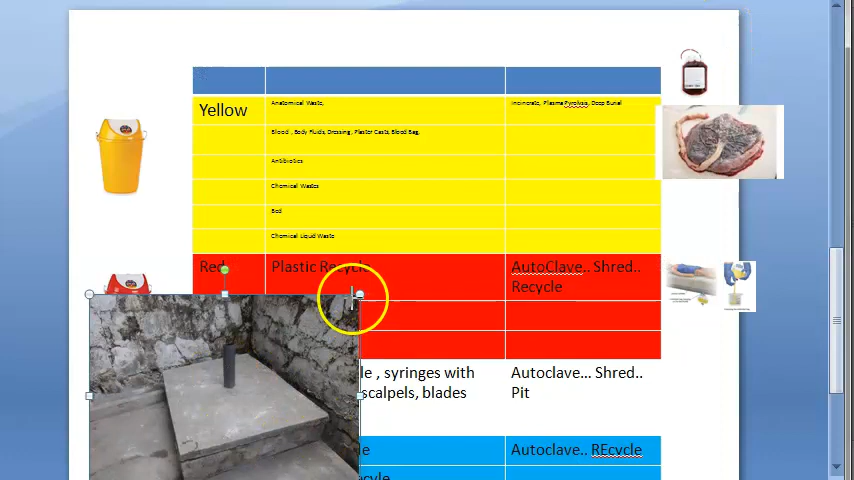 Yellow
Anatomical Waste,
Incinerate, Plasma Pyrolysis, Deep Burial
Blood , Body Fluids, Dressing , Plaster Casts, Blood Bag,
Antibiotics
Chemical Wastes
Bed
Chemical Liquid Waste
Red
Plastic Recycle
AutoClave.. Shred..
Recycle
le , syringes with
scalpels, blades
Autoclave... Shred..
Pit
le
Autoclave.. REcycle
ecycle